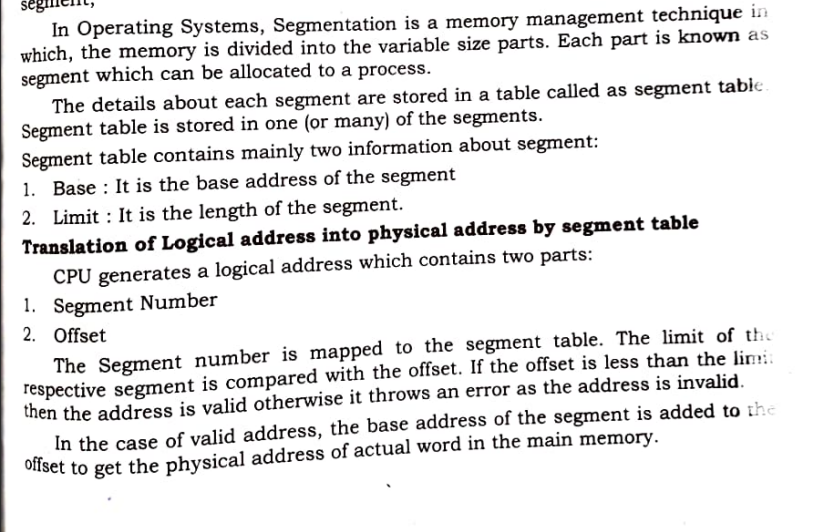 segment,
In Operating Systems, Segmentation is a memory management technique in
which, the memory is divided into the variable size parts. Each part is known as
segment which can be allocated to a process.
The details about each segment are stored in a table called as segment table.
Segment table is stored in one (or many) of the segments.
Segment table contains mainly two information about segment:
1. Base : It is the base address of the segment
2. Limit : It is the length of the segment.
Translation of Logical address into physical address by segment table
CPU generates a logical address which contains two parts:
1. Segment Number
2. Offset
The Segment number is mapped to the segment table. The limit of the
respective segment is compared with the offset. If the offset is less than the limit
then the address is valid otherwise it throws an error as the address is invalid.
In the case of valid address, the base address of the segment is added to the
offset to get the physical address of actual word in the main memory.